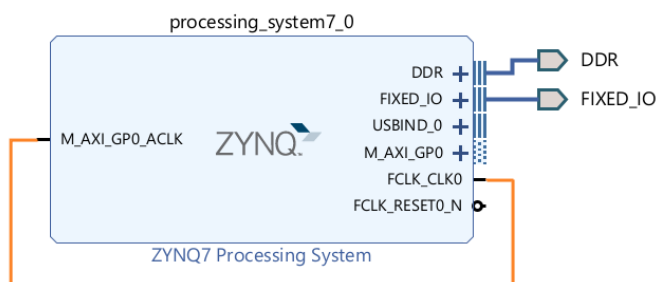 processing_system7_0
DDR
DDR
FIXED_IO
FIXED_IO
USBIND_0
M_AXI_GP0_ACLK
ZYNQ
M_AXI_GP0
FCLK_CLK0
FCLK_RESET0_N
ZYNQ7 Processing System